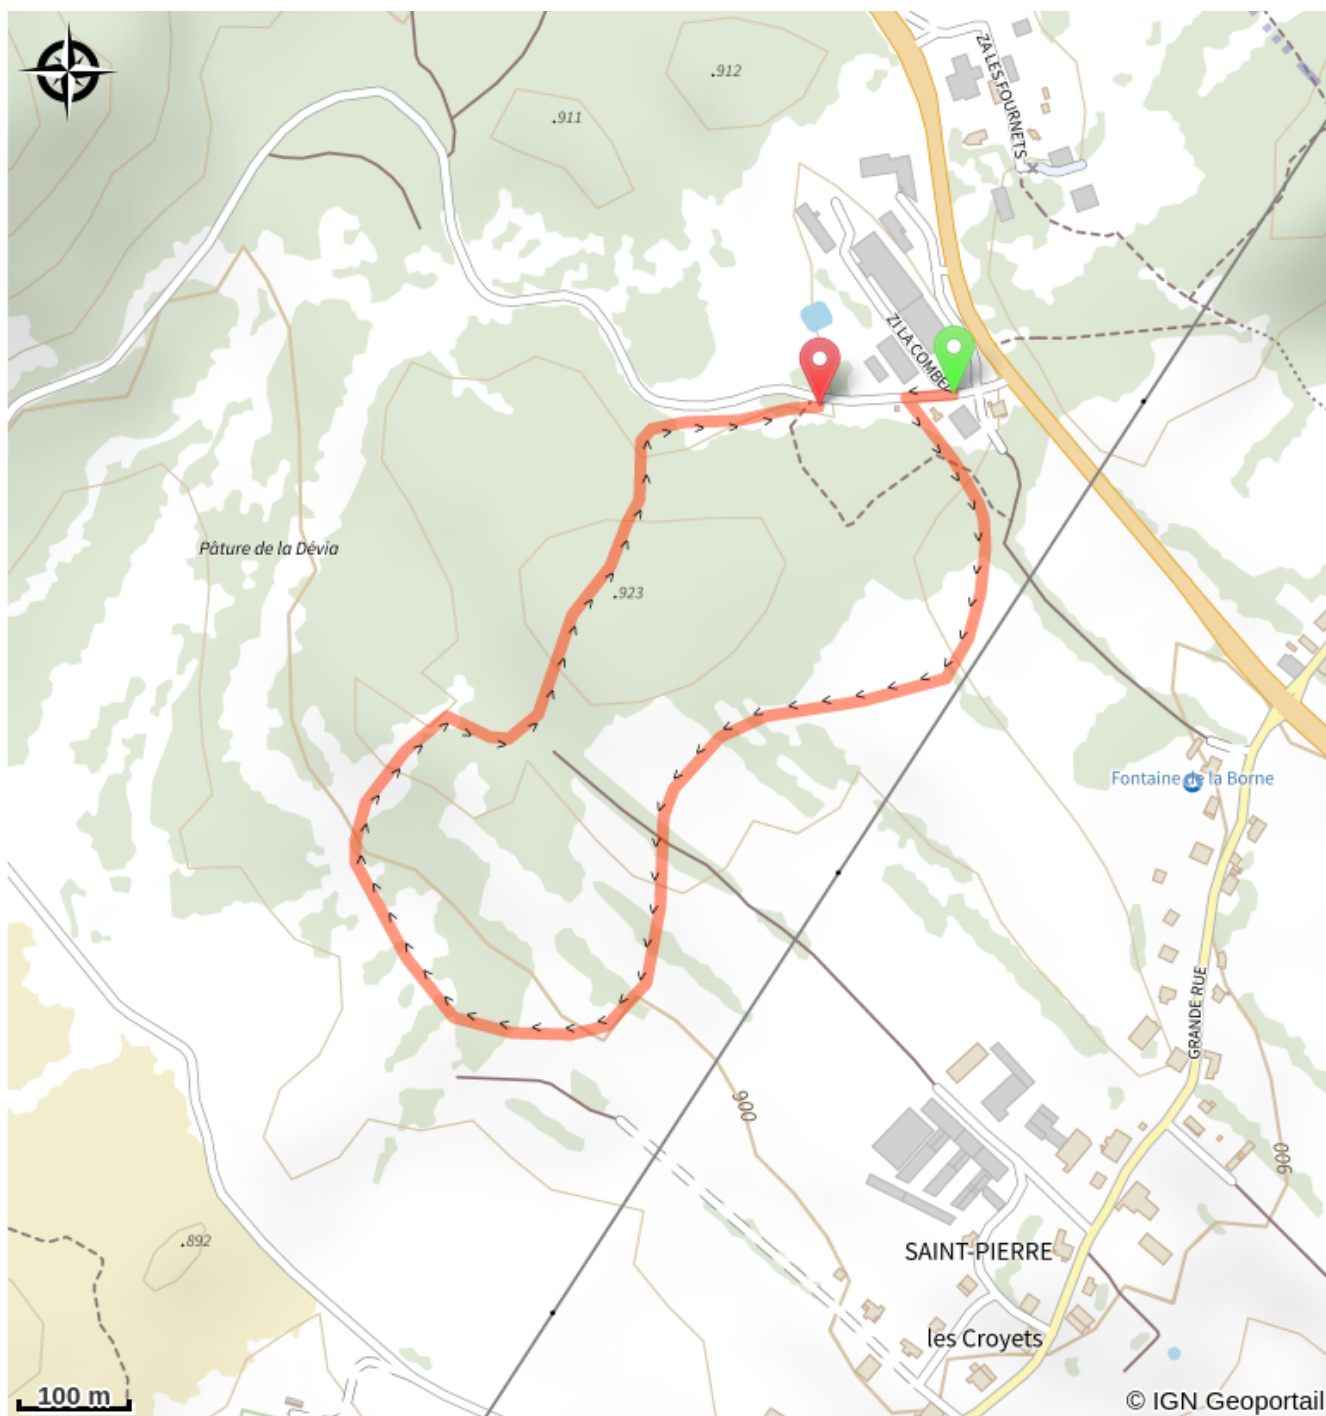 .912
ZA LES FOURNETS
.911
ZI LA COMBE
Pâture de la Dévia
.923
Fontaine de la Borne
GRANDE RUE
900
900
.892
SAINT-PIERRE
les Croyets
100 m
© IGN Geoportail